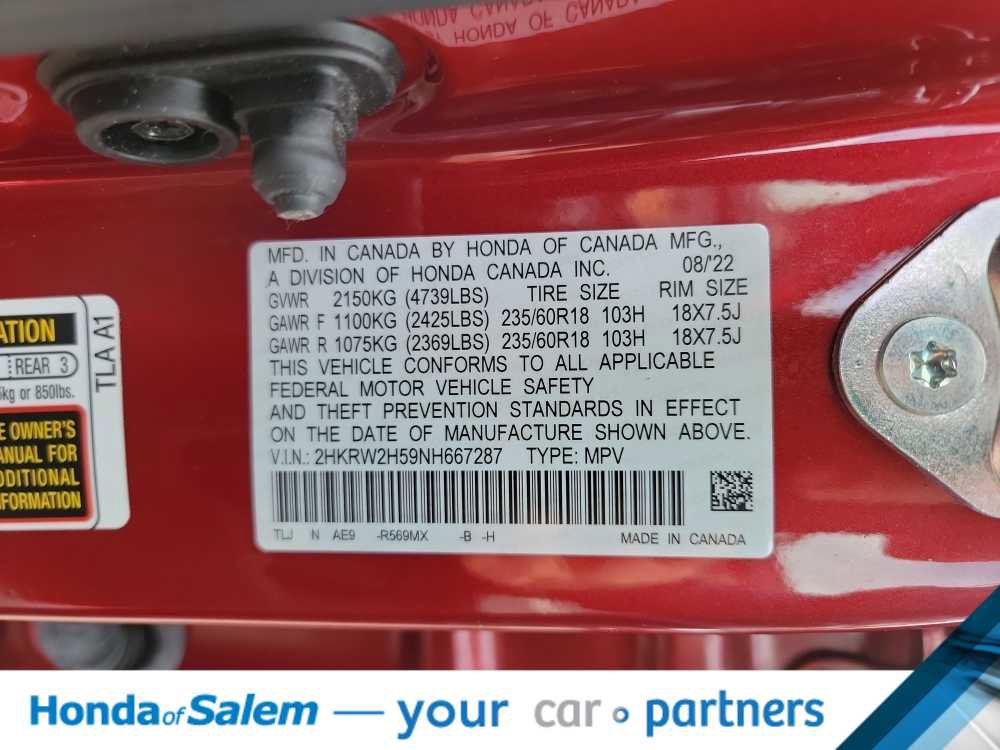 MFD. IN CANADA BY HONDA OF CANADA MFG.,
A DIVISION OF HONDA CANADA INC. 08/'22
GVWR 2150KG (4739LBS) TIRE SIZE RIM SIZE
GAWR F 1100KG (2425LBS) 235/60R18 103H 18X7.5J
GAWR R 1075KG (2369LBS) 235/60R18 103H 18X7.5J
THIS VEHICLE CONFORMS TO ALL APPLICABLE
FEDERAL MOTOR VEHICLE SAFETY
AND THEFT PREVENTION STANDARDS IN EFFECT
ON THE DATE OF MANUFACTURE SHOWN ABOVE.
V.I.N.: 2HKRW2H59NH667287 TYPE: MPV
TLJ N AE9 -R569MX -B -H MADE IN CANADA
ATION
REAR 3
kg or 850lbs.
E OWNER'S
ANUAL FOR
DDITIONAL
FORMATION
TLA A1
Honda of Salem — your car ∘ partners